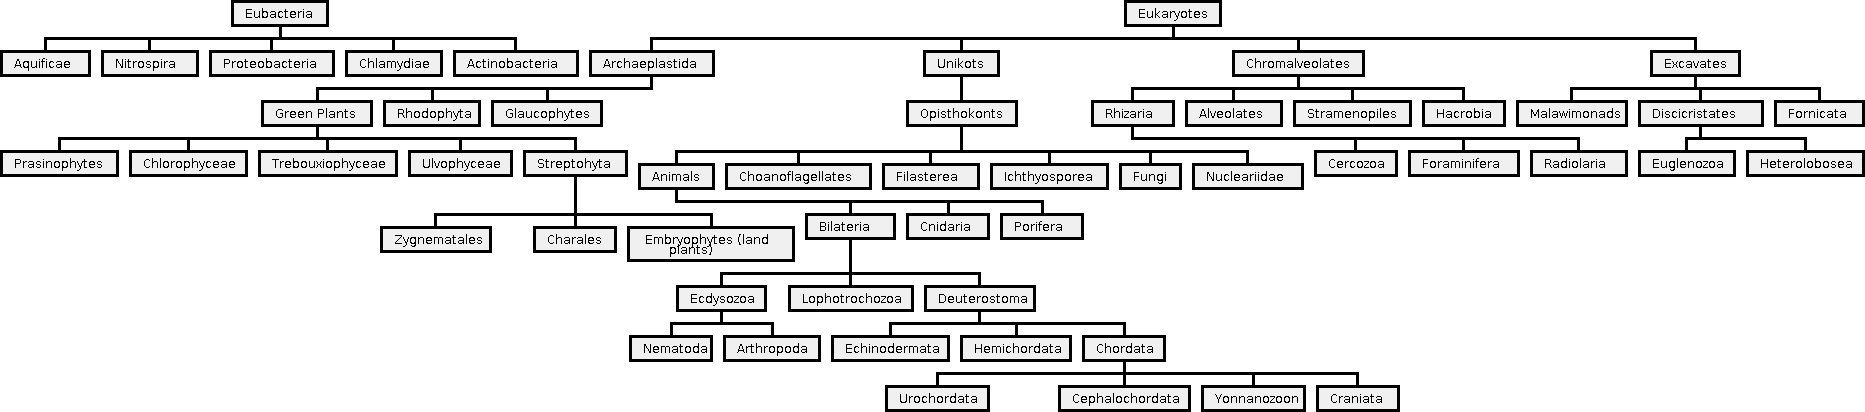 Eubacteria
Eukaryotes
Aquificae
Nitrospira
Proteobacteria
Chlamydiae
Actinobacteria
Archaeplastida
Unikots
Chromalveolates
Excavates
Green Plants
Rhodophyta
Glaucophytes
Opisthokonts
Rhizaria
Alveolates
Stramenopiles
Hacrobia
Malawimonads
Discicristates
Fornicata
Prasinophytes
Chlorophyceae
Trebouxiophyceae
Ulvophyceae
Streptohyta
Cercozoa
Foraminifera
Radiolaria
Euglenozoa
Heterolobosea
Animals
Choanoflagellates
Filasterea
Ichthyosporea
Fungi
Nucleariidae
Bilateria
Cnidaria
Porifera
Zygnematales
Charales
Embryophytes (land
plants)
Ecdysozoa
Lophotrochozoa
Deuterostoma
Nematoda
Arthropoda
Echinodermata
Hemichordata
Chordata
Urochordata
Cephalochordata
Yonnanozoon
Craniata